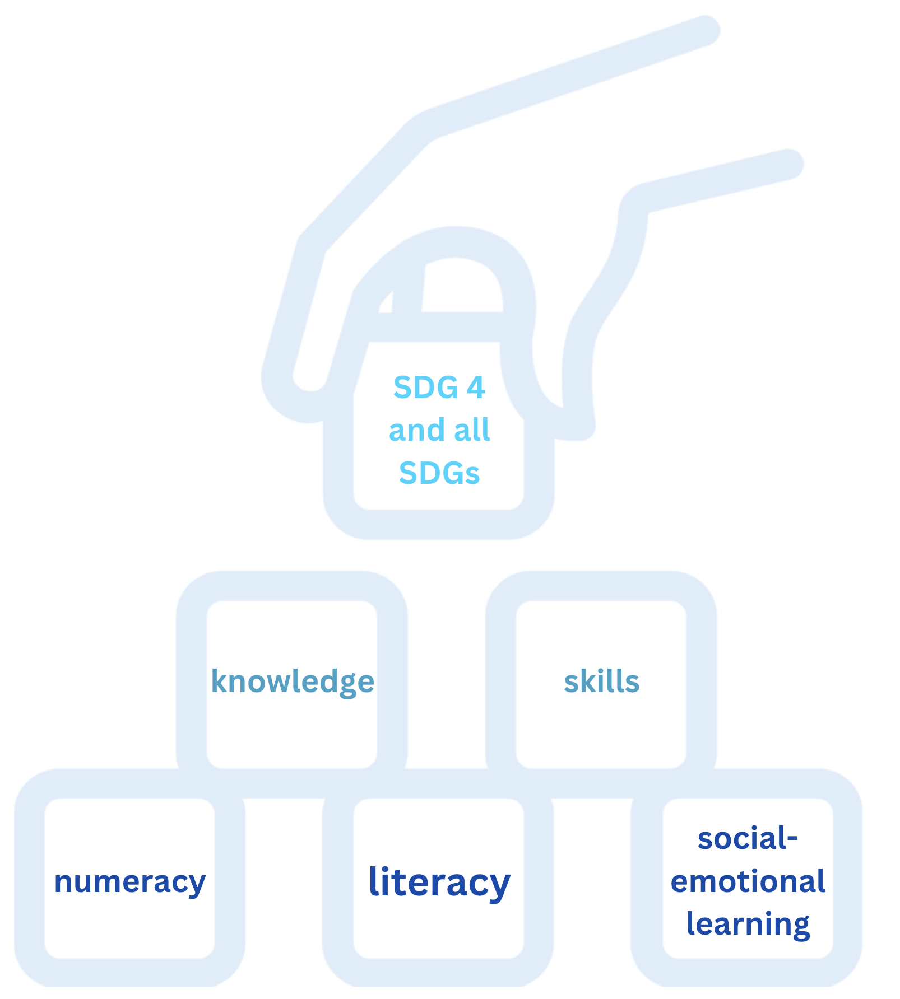 SDG 4
and all
SDGs
knowledge
skills
numeracy
literacy
social-
emotional
learning